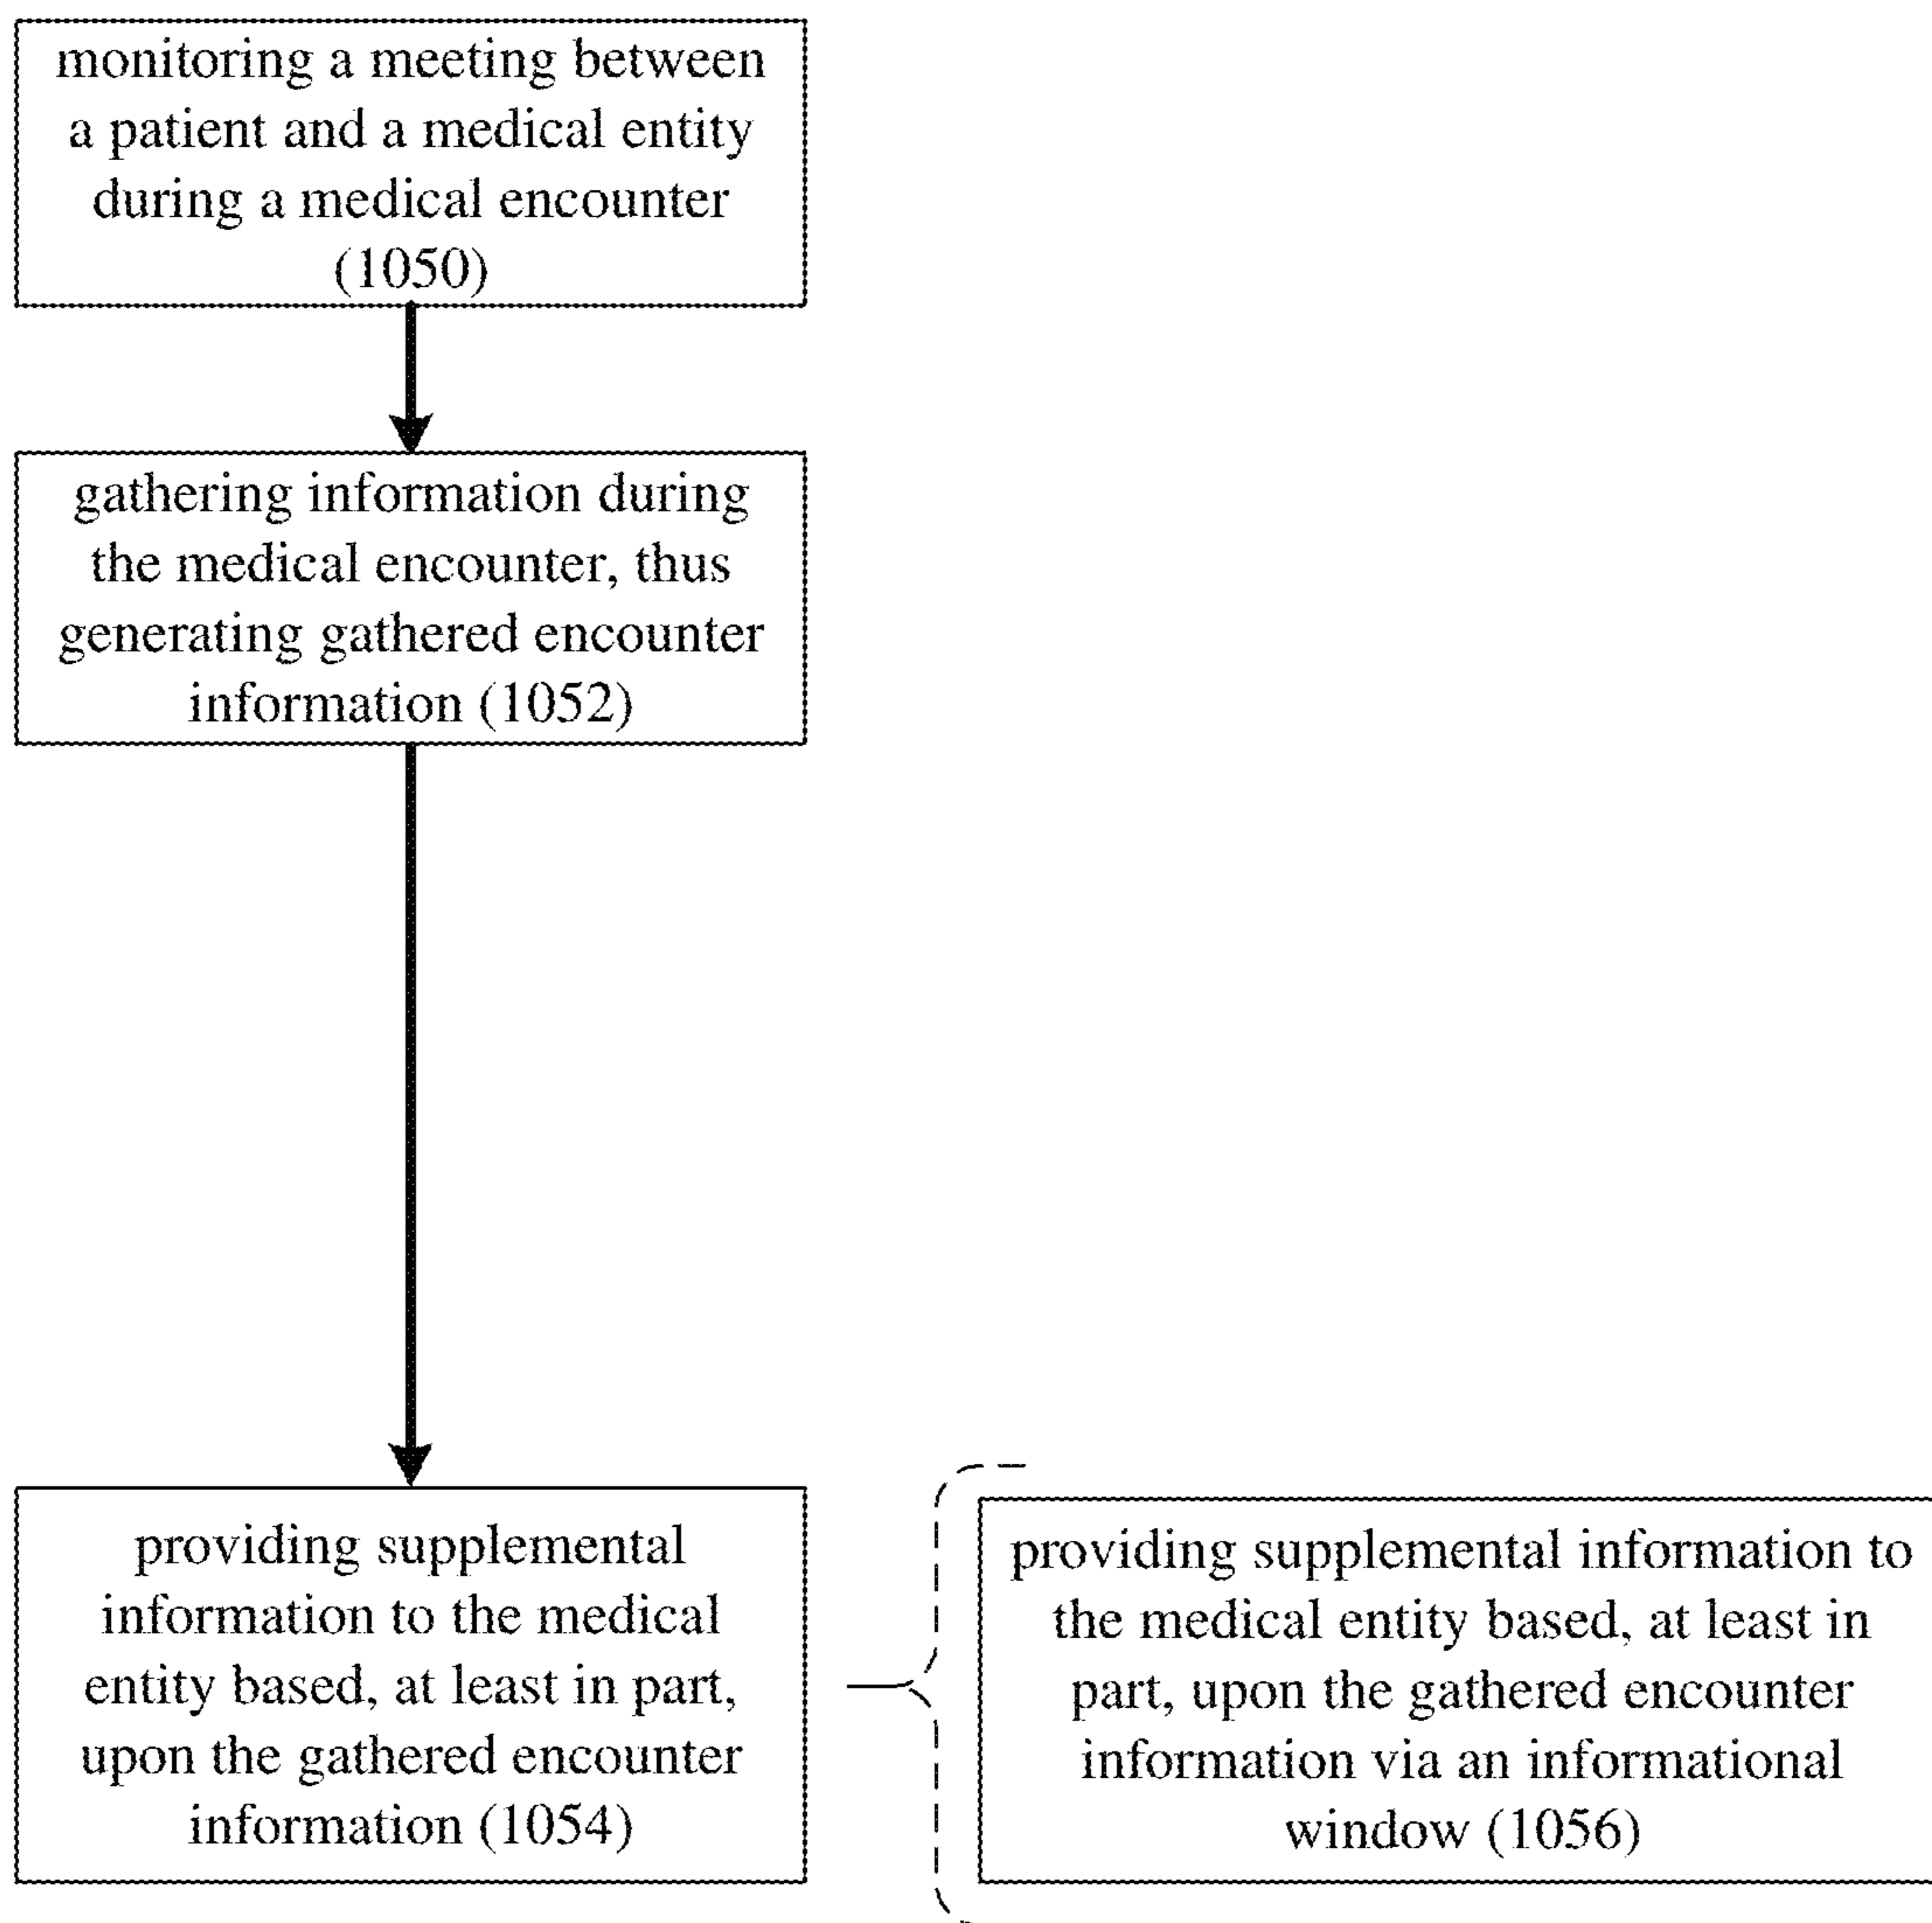 monitoring a meeting between
a patient and a medical entity
during a medical encounter
(1050)
gathering information during
the medical encounter, thus
generating gathered encounter
information (1052)
providing supplemental
information to the medical
entity based, at least in part,
upon the gathered encounter
information (1054)
providing supplemental information to
the medical entity based, at least in
part, upon the gathered encounter
information via an informational
window (1056)